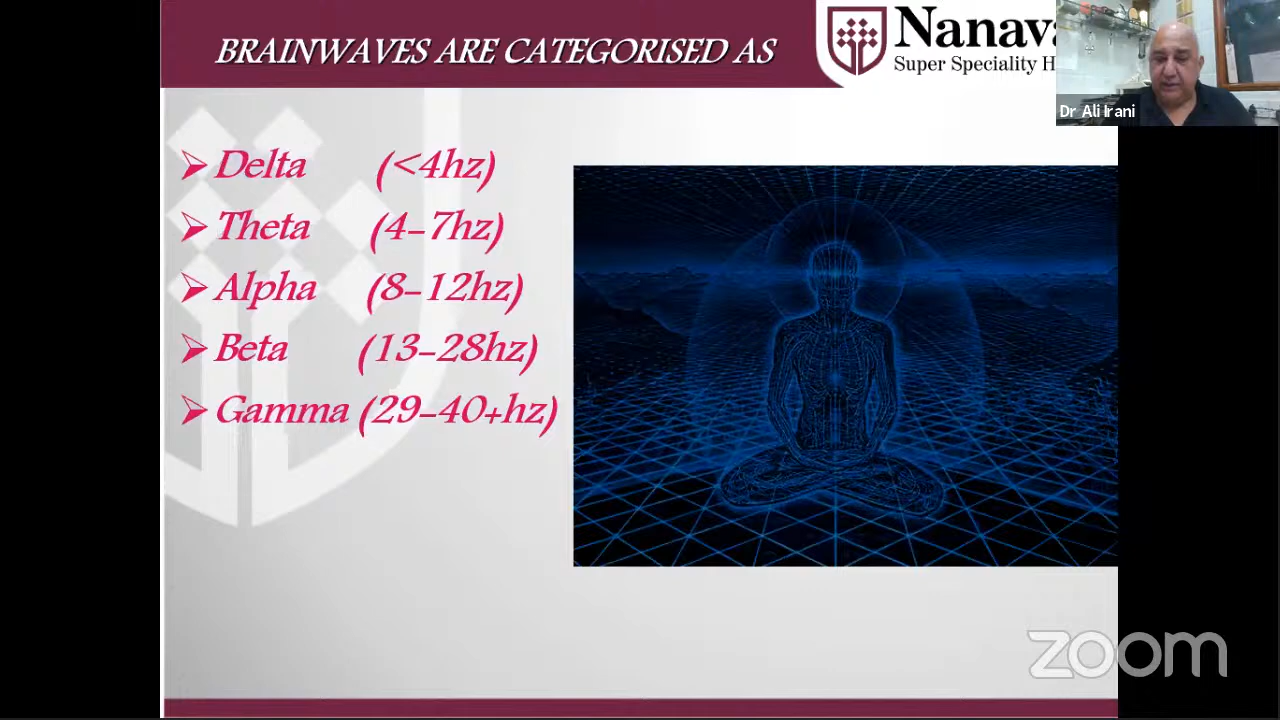 BRAINWAVES ARE CATEGORISED AS
Nanava
Super Speciality H
Dr Ali Irani
➢ Delta (<4hz)
➢ Theta (4-7hz)
➢ Alpha (8-12hz)
➢ Beta (13-28hz)
➢ Gamma (29-40+hz)
zoom